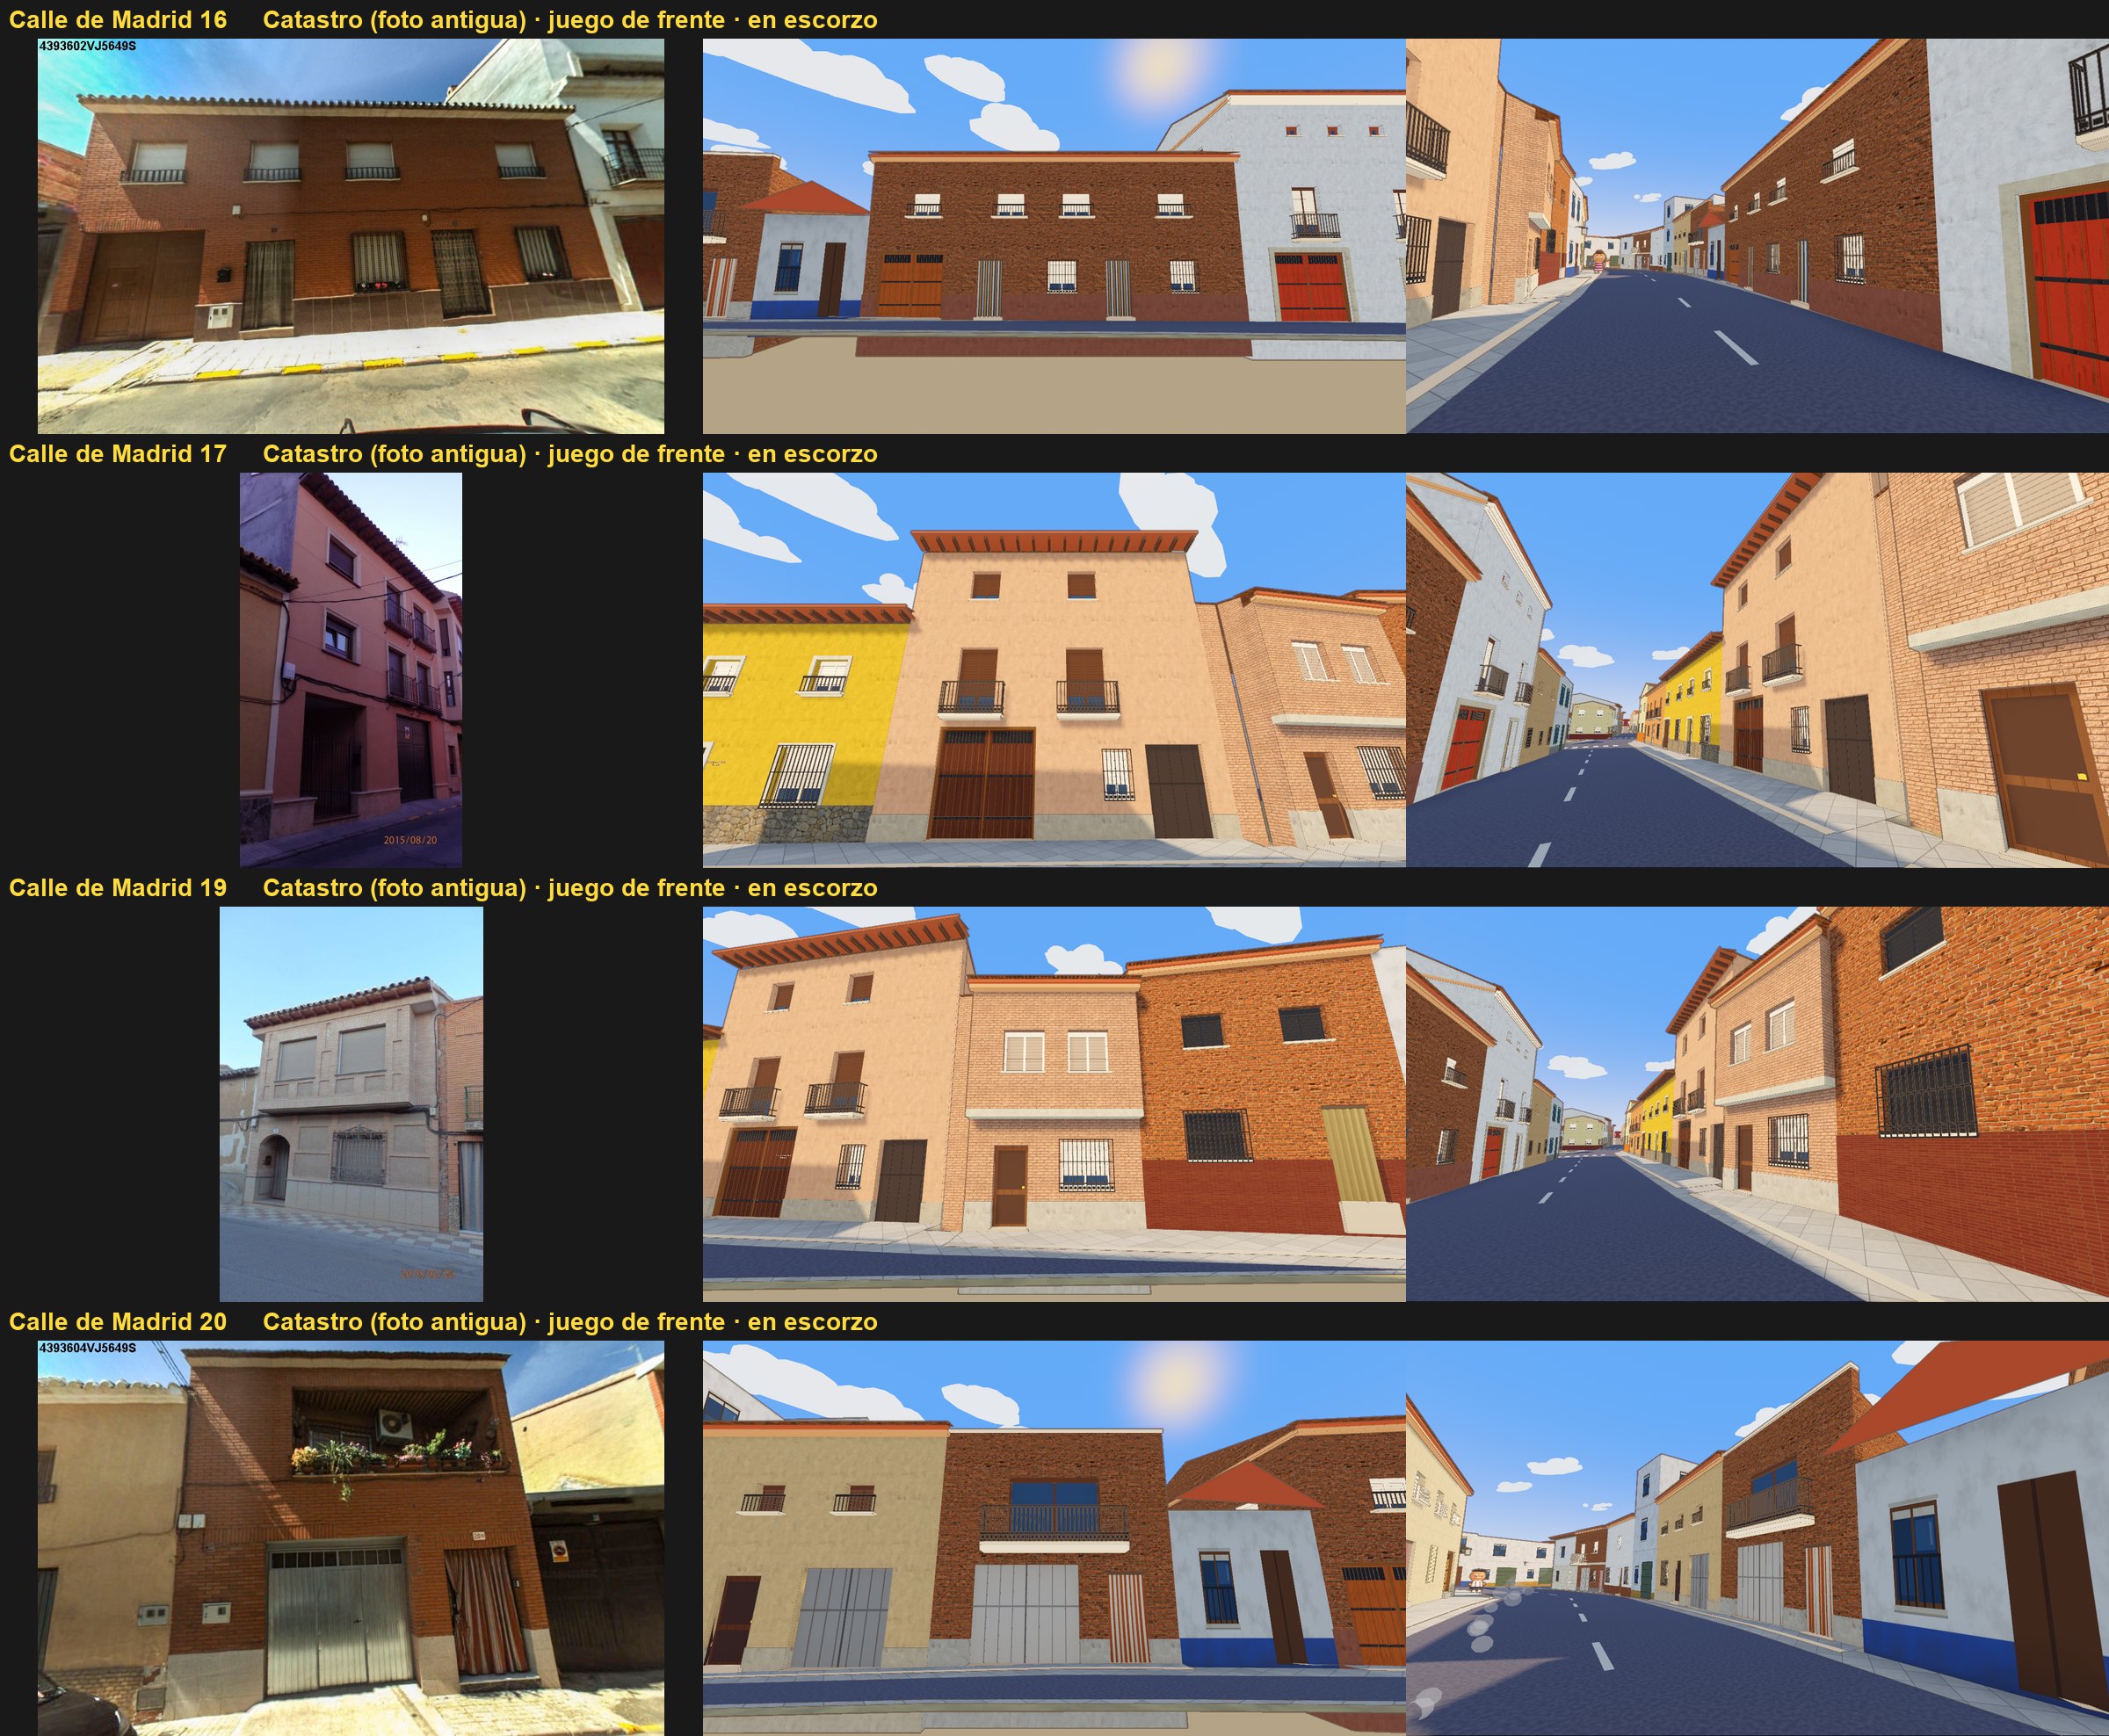 Calle de Madrid 16 Catastro (foto antigua) · juego de frente · en escorzo
4393602VJ5649S
Calle de Madrid 17 Catastro (foto antigua) · juego de frente · en escorzo
2015/08/20
Calle de Madrid 19 Catastro (foto antigua) · juego de frente · en escorzo
Calle de Madrid 20 Catastro (foto antigua) · juego de frente · en escorzo
4393604VJ5649S